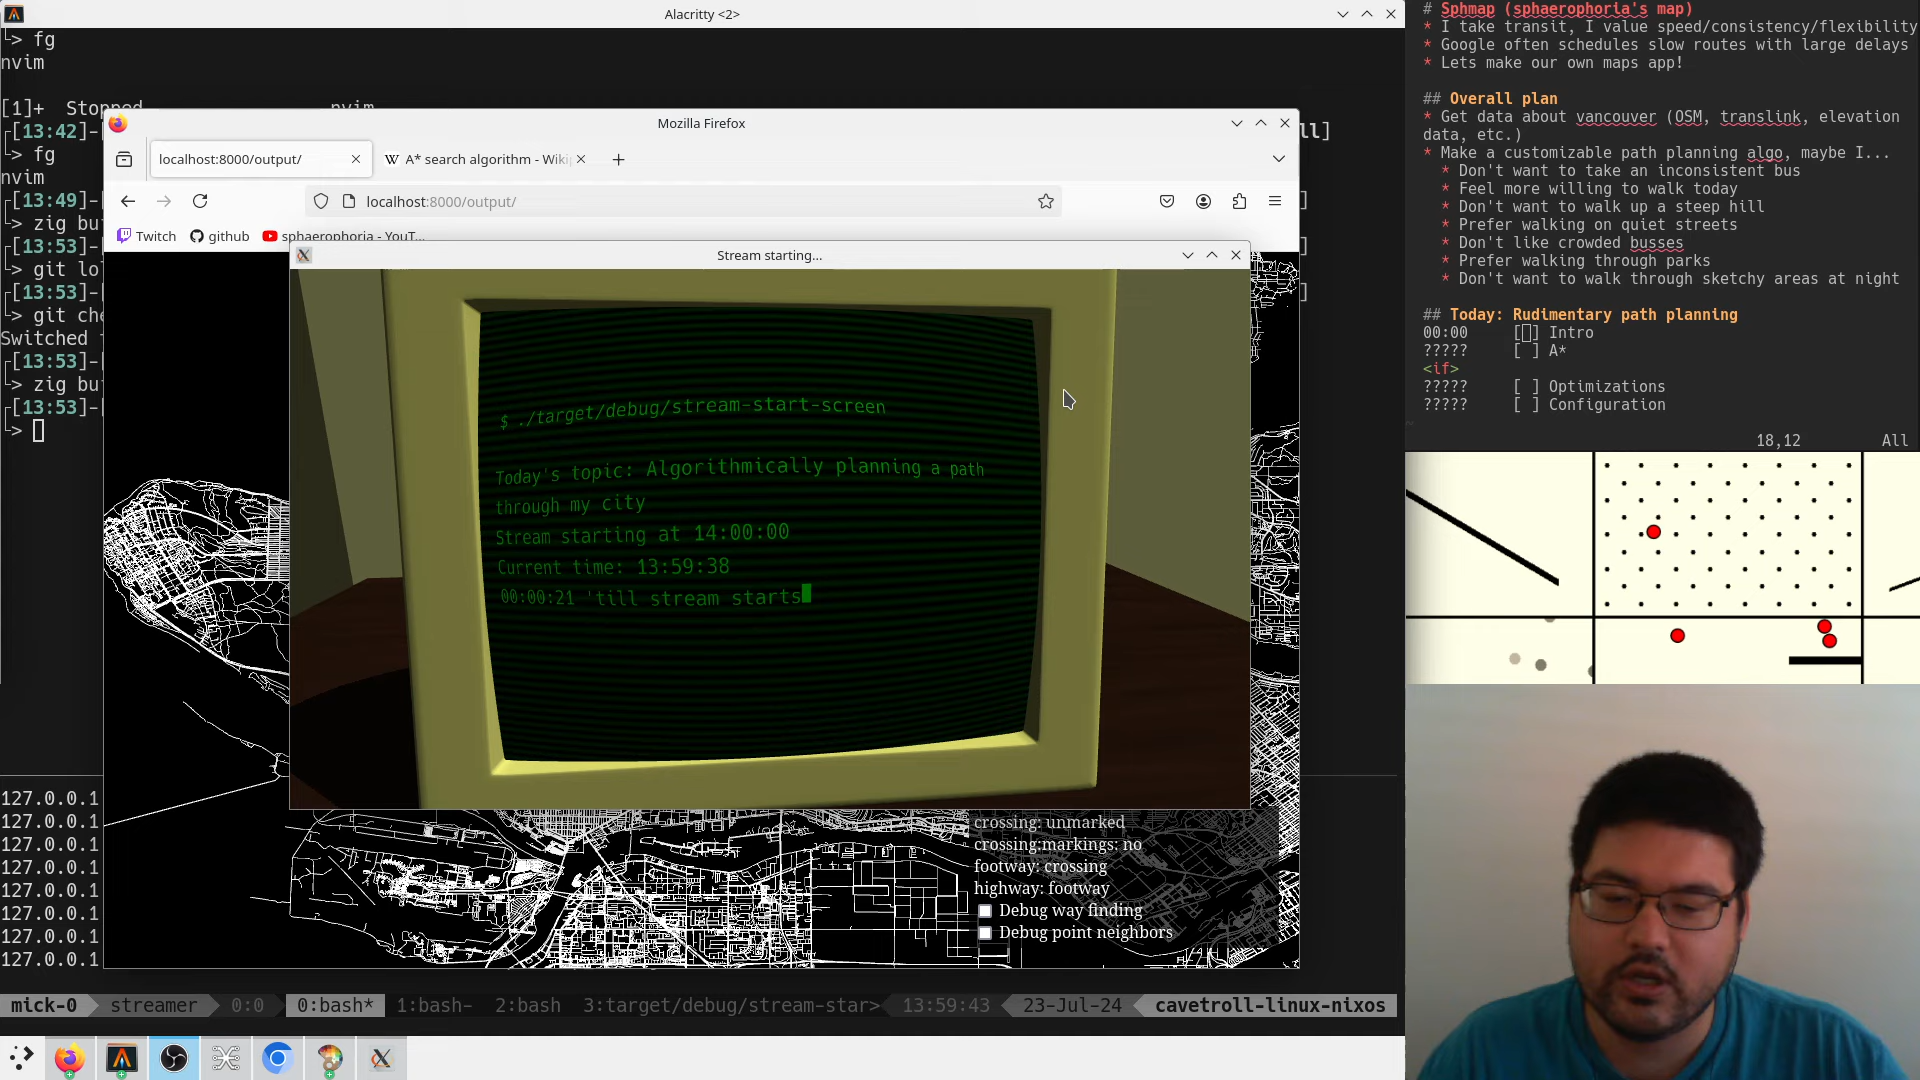 Alacritty <2>
└> fg
nvim
[1]+ Stopped nvim
┌[13:42]-
└> fg
nvim
┌[13:49]-
└> zig bu
┌[13:53]-
└> git lo
┌[13:53]-
└> git che
Switched
┌[13:53]-
└> zig bu
┌[13:53]-
└>
127.0.0.1
127.0.0.1
127.0.0.1
127.0.0.1
127.0.0.1
127.0.0.1
127.0.0.1
127.0.0.1
Mozilla Firefox
localhost:8000/output/
A* search algorithm - Wiki
localhost:8000/output/
Twitch
github
sphaerophoria - YouT...
Stream starting...
$ ./target/debug/stream-start-screen
Today's topic: Algorithmically planning a path
through my city
Stream starting at 14:00:00
Current time: 13:59:38
00:00:21 'till stream starts
crossing: unmarked
crossing:markings: no
footway: crossing
highway: footway
Debug way finding
Debug point neighbors
mick-0 streamer 0:0 0:bash* 1:bash- 2:bash 3:target/debug/stream-star> 13:59:43 23-Jul-24 cavetroll-linux-nixos
# Sphmap (sphaerophoria's map)
* I take transit, I value speed/consistency/flexibility
* Google often schedules slow routes with large delays
* Lets make our own maps app!
## Overall plan
* Get data about vancouver (OSM, translink, elevation
data, etc.)
* Make a customizable path planning algo, maybe I...
* Don't want to take an inconsistent bus
* Feel more willing to walk today
* Don't want to walk up a steep hill
* Prefer walking on quiet streets
* Don't like crowded busses
* Prefer walking through parks
* Don't want to walk through sketchy areas at night
## Today: Rudimentary path planning
00:00 [ ] Intro
????? [ ] A*
<if>
????? [ ] Optimizations
????? [ ] Configuration
18,12 All